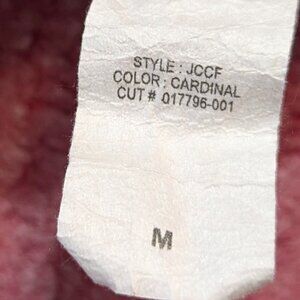 STYLE : JCCF
COLOR : CARDINAL
CUT # 017796-001
M